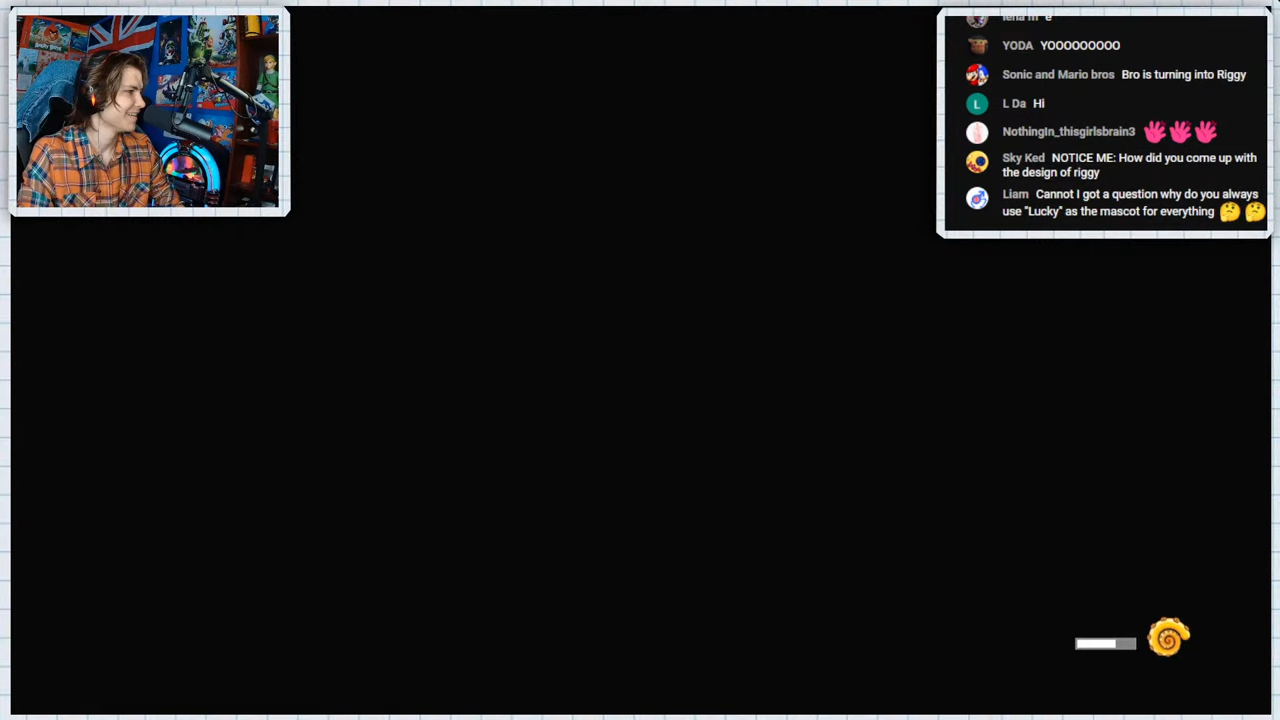 lena m e
YODA YOOOOOOOOO
Sonic and Mario bros Bro is turning into Riggy
L Da Hi
NothingIn_thisgirlsbrain3
Sky Ked NOTICE ME: How did you come up with
the design of riggy
Liam Cannot I got a question why do you always
use "Lucky" as the mascot for everything
L